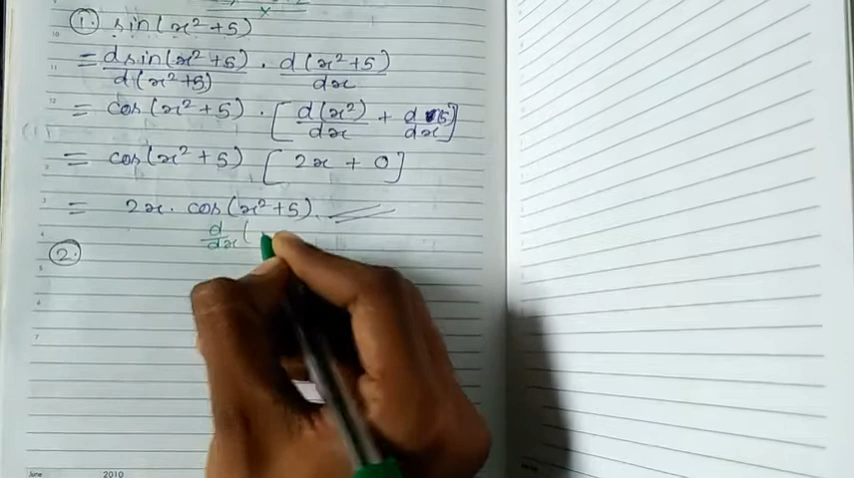 x
① sin(x² + 5)
= d sin(x² + 5) / d(x² + 5) · d(x² + 5) / dx
= cos(x² + 5) · [ d(x²) / dx + d 5 / dx ]
= cos(x² + 5) [ 2x + 0 ]
= 2x · cos(x² + 5)
d/dx (
②.
June 2010